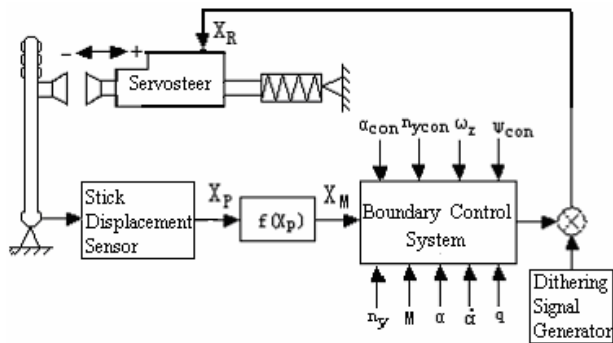 X_R
- +
Servosteer
α_con n_ycon ω_z ψ_con
Stick
Displacement
Sensor
X_P
f(X_p)
X_M
Boundary Control
System
n_y M α α̇ q
Dithering
Signal
Generator